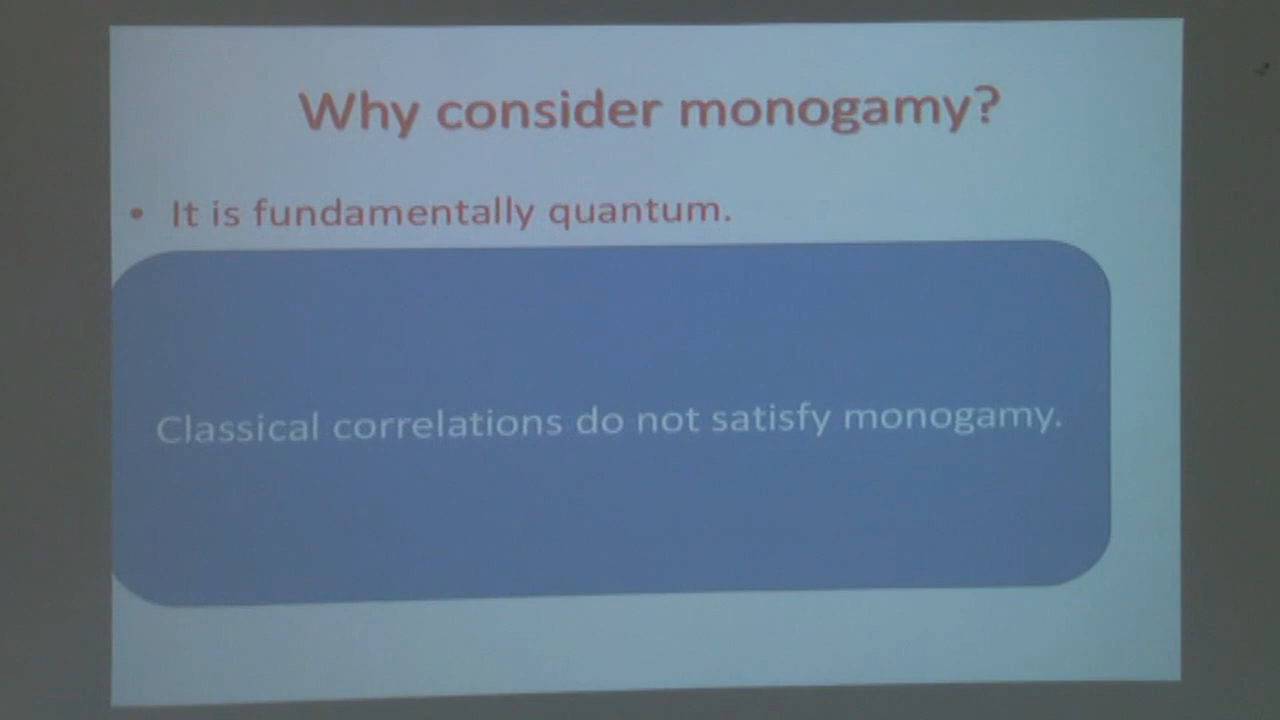 Why consider monogamy?
• It is fundamentally quantum.
Classical correlations do not satisfy monogamy.